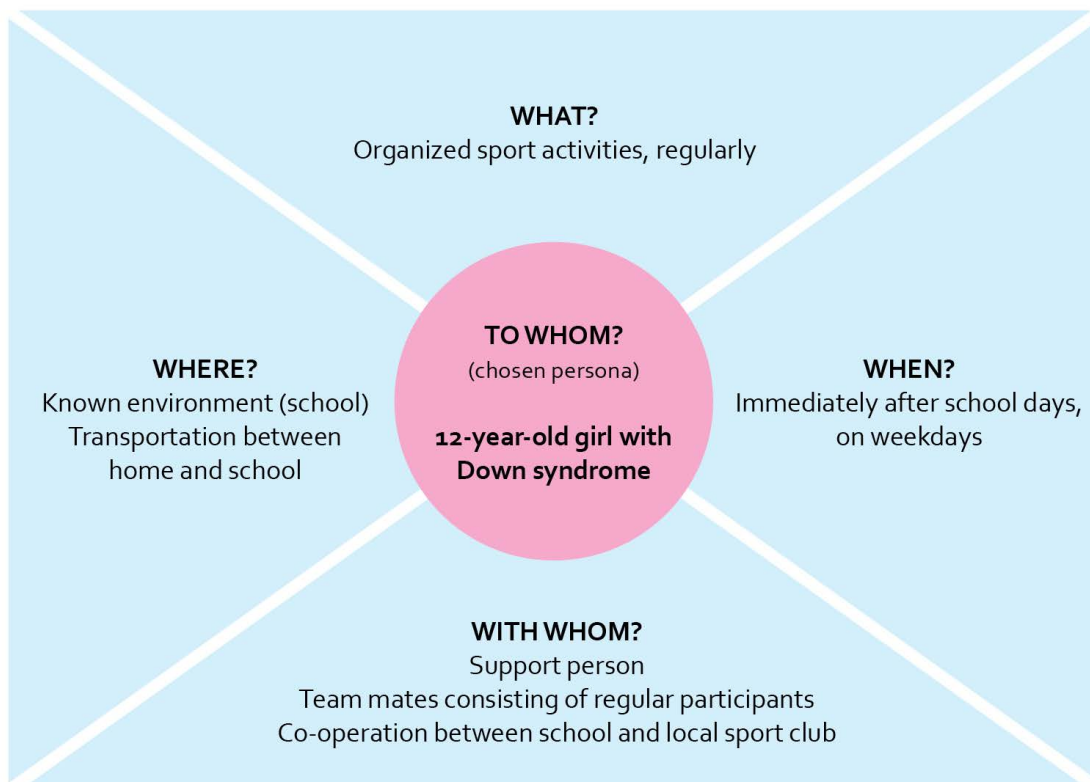 WHAT?
Organized sport activities, regularly
WHERE?
Known environment (school)
Transportation between
home and school
TO WHOM?
(chosen persona)
12-year-old girl with
Down syndrome
WHEN?
Immediately after school days,
on weekdays
WITH WHOM?
Support person
Team mates consisting of regular participants
Co-operation between school and local sport club